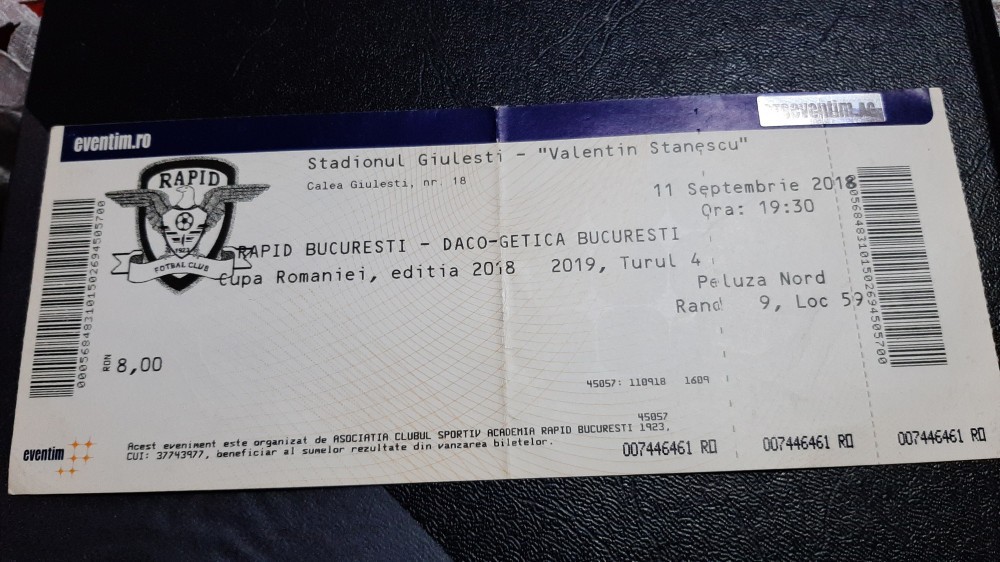 eventim.ro
eventim.ro
Stadionul Giulesti - "Valentin Stanescu"
Calea Giulesti, nr. 18
11 Septembrie 2018
Ora: 19:30
RAPID
1923
FOTBAL CLUB
RAPID BUCURESTI - DACO-GETICA BUCURESTI
Cupa Romaniei, editia 2018 2019, Turul 4
Peluza Nord
Rand 9, Loc 59
000568483101502694505700
000568483101502694505700
RON 8,00
45057: 110918 1609
45057
Acest eveniment este organizat de ASOCIATIA CLUBUL SPORTIV ACADEMIA RAPID BUCURESTI 1923,
CUI: 37743977, beneficiar al sumelor rezultate din vanzarea biletelor.
eventim
007446461 RO
007446461 RO
007446461 RO